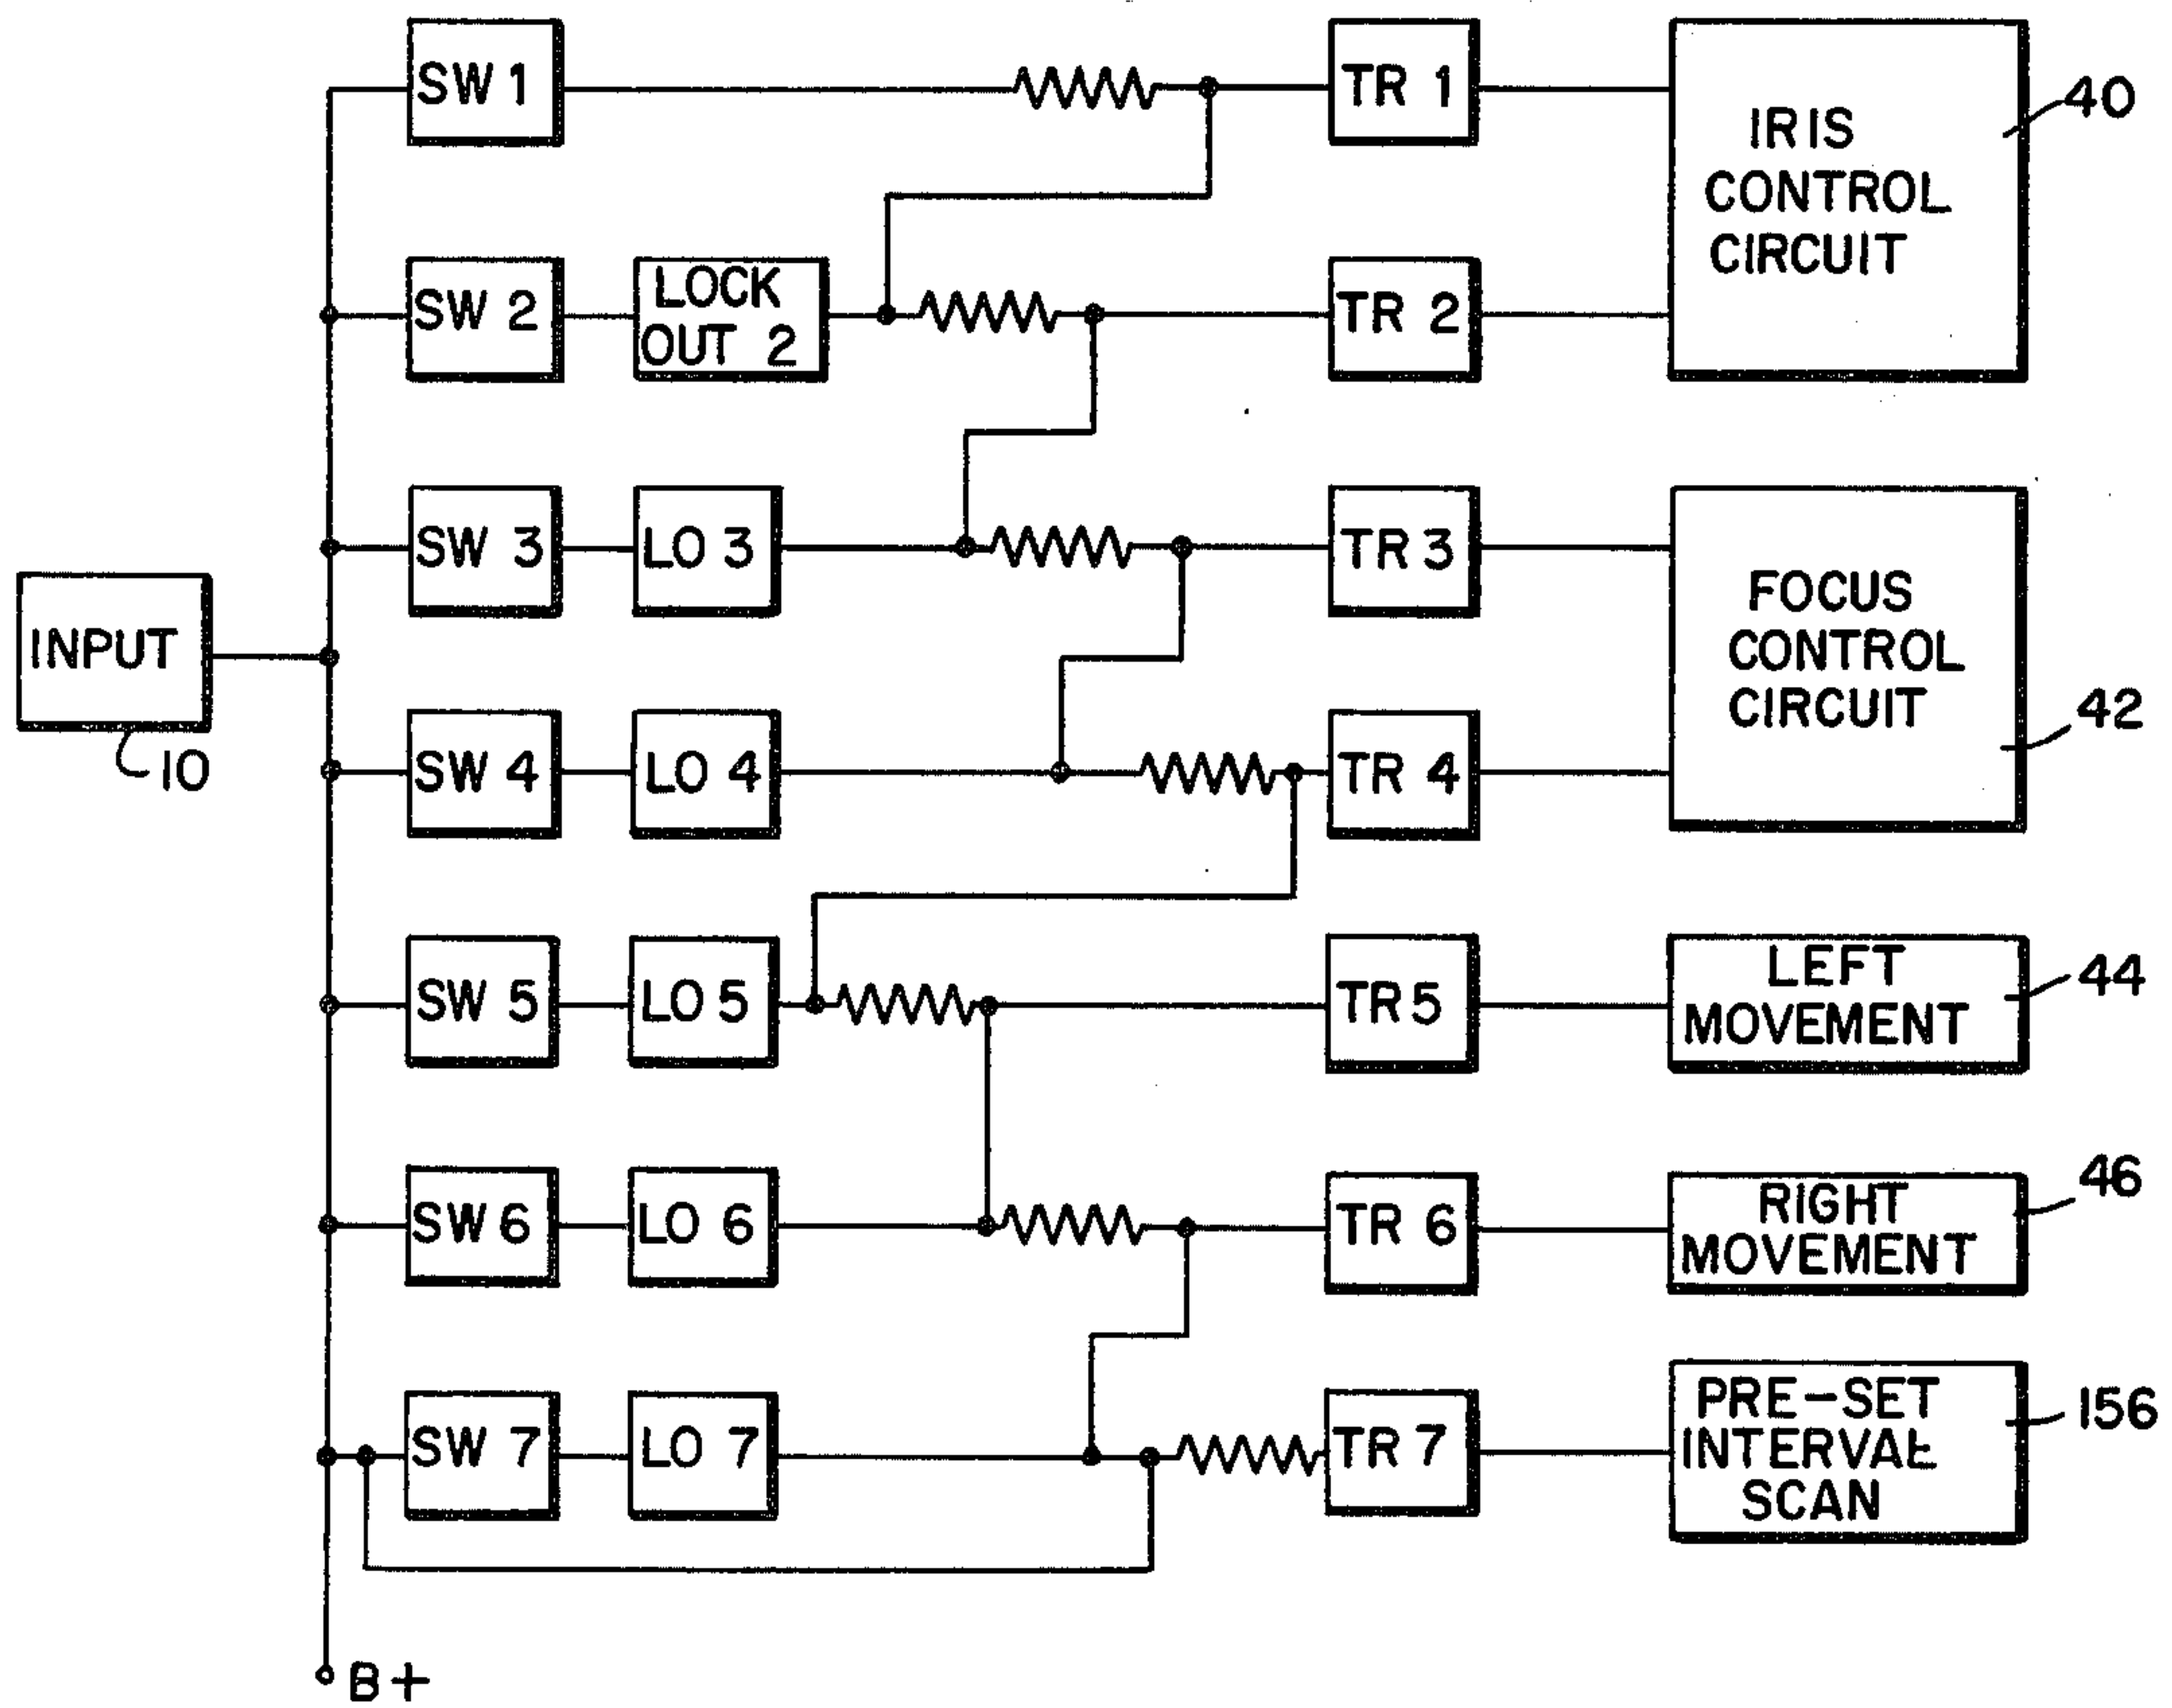 SW 1
TR 1
IRIS
CONTROL
CIRCUIT
40
SW 2
LOCK
OUT 2
TR 2
SW 3
LO 3
TR 3
FOCUS
CONTROL
CIRCUIT
42
INPUT
10
SW 4
LO 4
TR 4
SW 5
LO 5
TR 5
LEFT
MOVEMENT
44
SW 6
LO 6
TR 6
RIGHT
MOVEMENT
46
SW 7
LO 7
TR 7
PRE-SET
INTERVAL
SCAN
156
B+